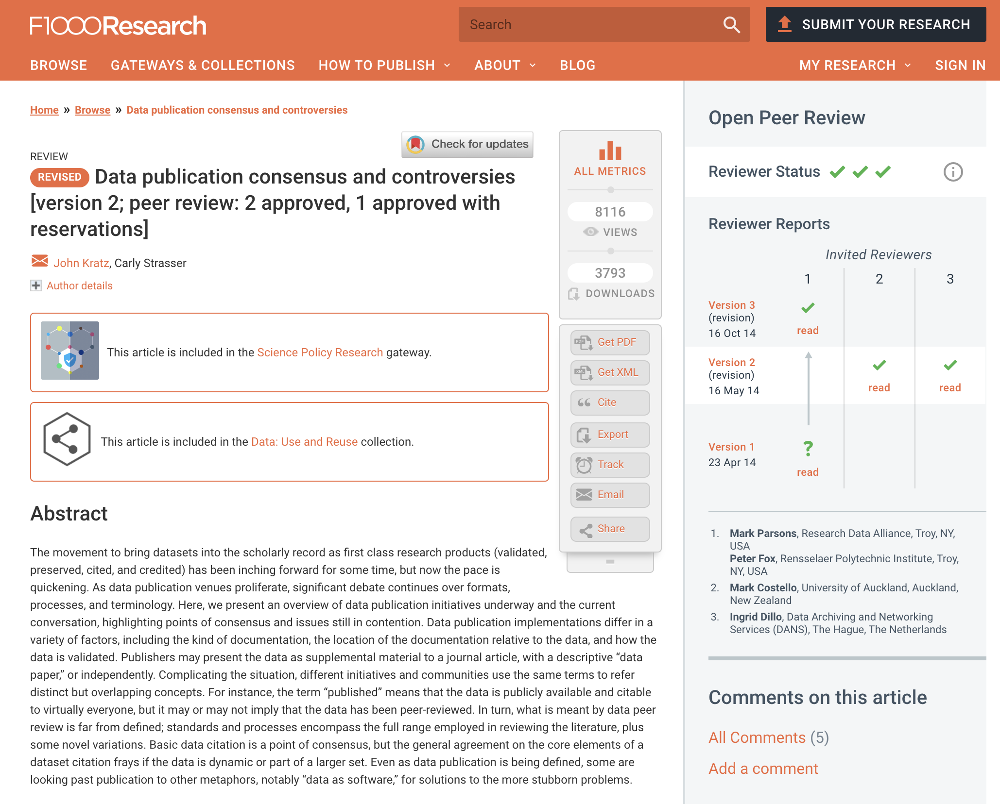 F1000Research
Search
SUBMIT YOUR RESEARCH
BROWSE
GATEWAYS & COLLECTIONS
HOW TO PUBLISH
ABOUT
BLOG
MY RESEARCH
SIGN IN
Home » Browse » Data publication consensus and controversies
Check for updates
REVIEW
REVISED Data publication consensus and controversies
[version 2; peer review: 2 approved, 1 approved with
reservations]
John Kratz, Carly Strasser
Author details
This article is included in the Science Policy Research gateway.
This article is included in the Data: Use and Reuse collection.
ALL METRICS
8116
VIEWS
3793
DOWNLOADS
PDF Get PDF
XML Get XML
Cite
Export
Track
Email
Share
Abstract
The movement to bring datasets into the scholarly record as first class research products (validated,
preserved, cited, and credited) has been inching forward for some time, but now the pace is
quickening. As data publication venues proliferate, significant debate continues over formats,
processes, and terminology. Here, we present an overview of data publication initiatives underway and the current
conversation, highlighting points of consensus and issues still in contention. Data publication implementations differ in a
variety of factors, including the kind of documentation, the location of the documentation relative to the data, and how the
data is validated. Publishers may present the data as supplemental material to a journal article, with a descriptive “data
paper,” or independently. Complicating the situation, different initiatives and communities use the same terms to refer
distinct but overlapping concepts. For instance, the term “published” means that the data is publicly available and citable
to virtually everyone, but it may or may not imply that the data has been peer-reviewed. In turn, what is meant by data peer
review is far from defined; standards and processes encompass the full range employed in reviewing the literature, plus
some novel variations. Basic data citation is a point of consensus, but the general agreement on the core elements of a
dataset citation frays if the data is dynamic or part of a larger set. Even as data publication is being defined, some are
looking past publication to other metaphors, notably “data as software,” for solutions to the more stubborn problems.
Open Peer Review
Reviewer Status
Reviewer Reports
Invited Reviewers
1 2 3
Version 3
(revision)
16 Oct 14
read
Version 2
(revision)
16 May 14
read read
Version 1
23 Apr 14
?
read
1. Mark Parsons, Research Data Alliance, Troy, NY,
USA
Peter Fox, Rensselaer Polytechnic Institute, Troy,
NY, USA
2. Mark Costello, University of Auckland, Auckland,
New Zealand
3. Ingrid Dillo, Data Archiving and Networking
Services (DANS), The Hague, The Netherlands
Comments on this article
All Comments (5)
Add a comment